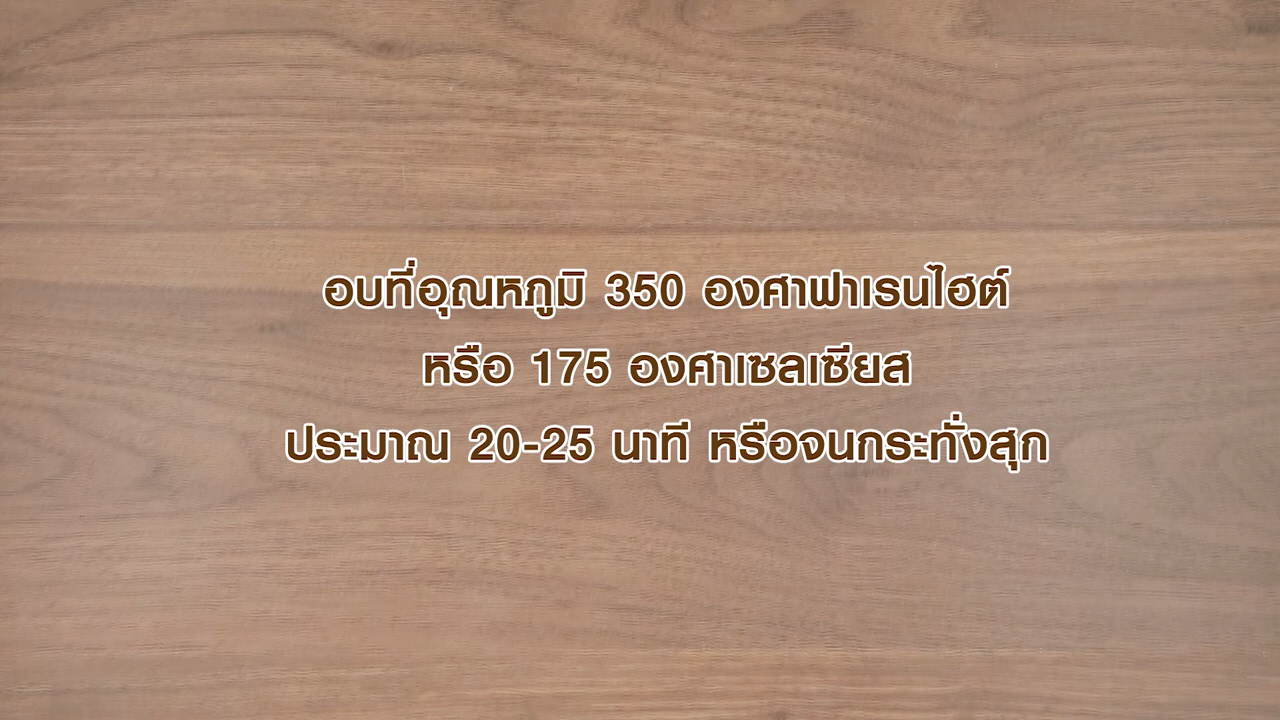 อบที่อุณหภูมิ 350 องศาฟาเรนไฮต์
หรือ 175 องศาเซลเซียส
ประมาณ 20-25 นาที หรือจนกระทั่งสุก